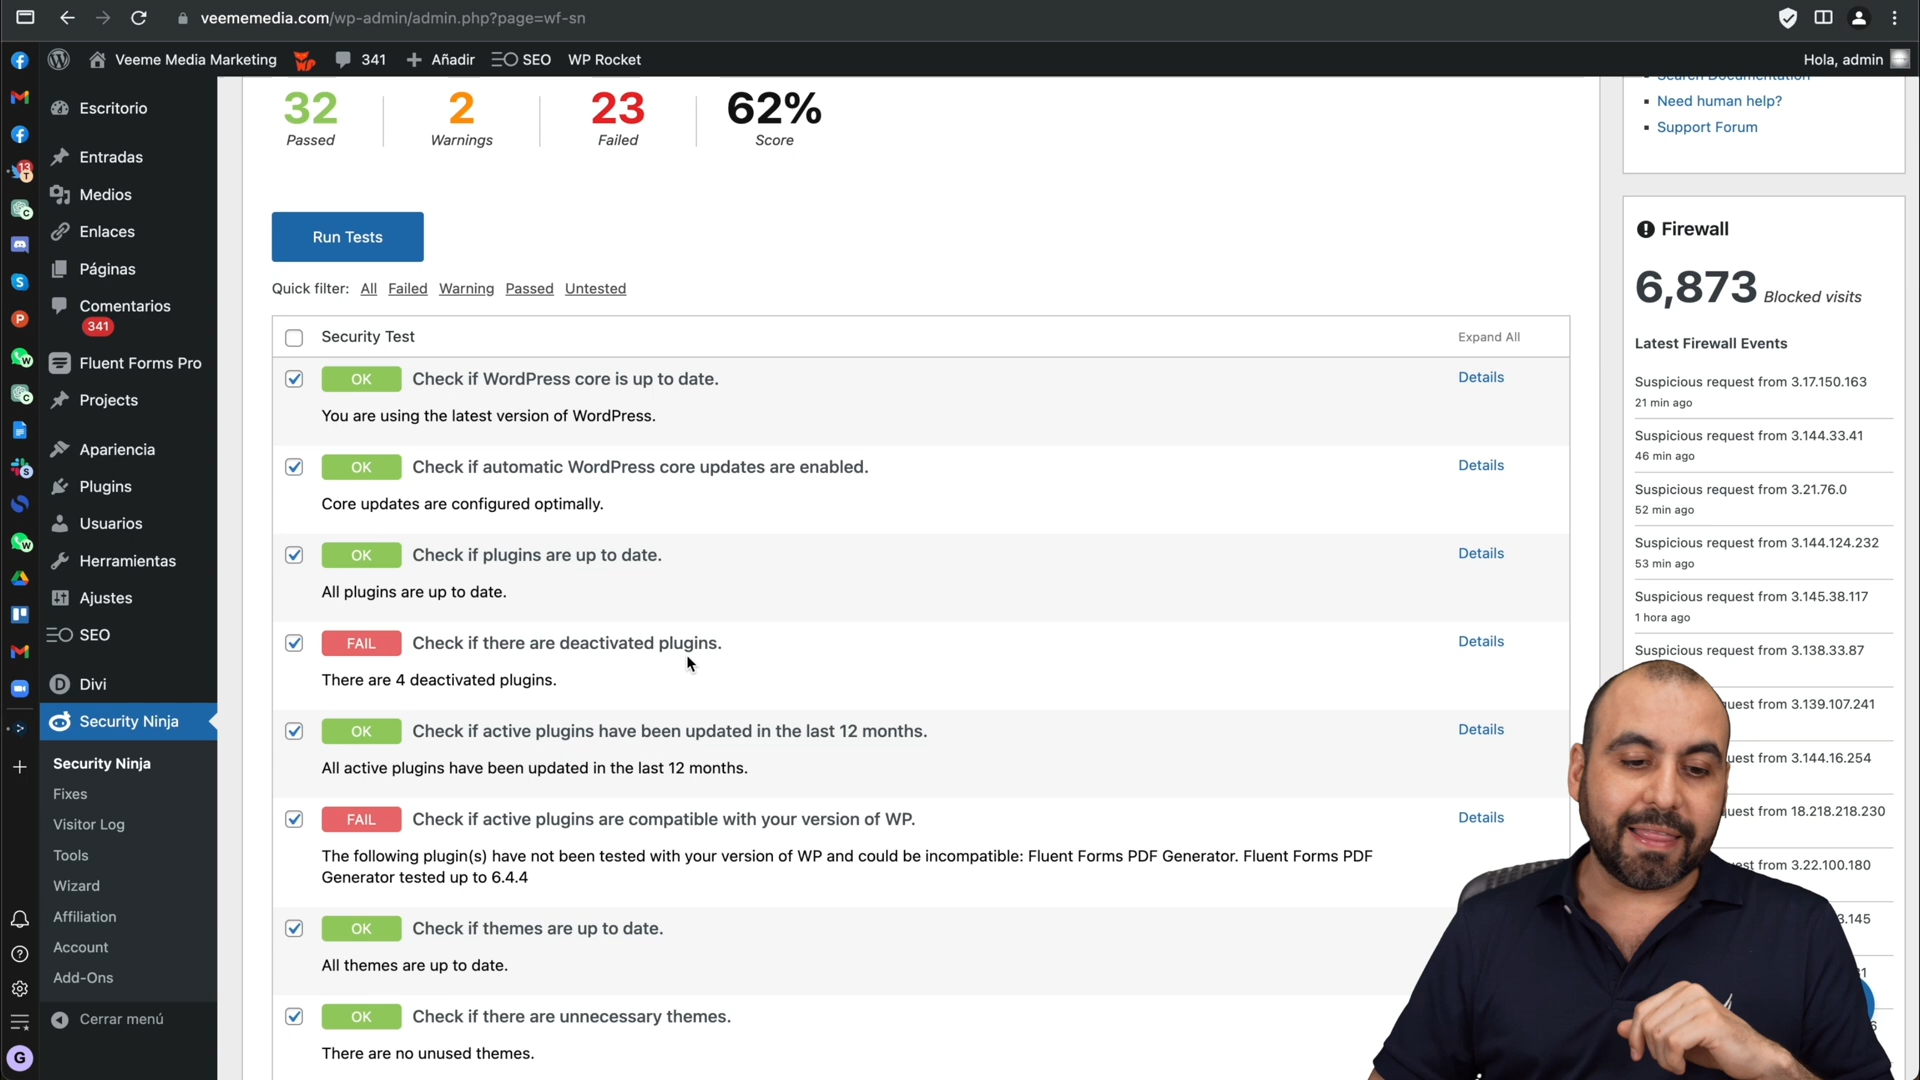 veememedia.com/wp-admin/admin.php?page=wf-sn
Veeme Media Marketing
341
Añadir
SEO
WP Rocket
Hola, admin
Escritorio
Entradas
Medios
Enlaces
Páginas
Comentarios
341
Fluent Forms Pro
Projects
Apariencia
Plugins
Usuarios
Herramientas
Ajustes
SEO
Divi
Security Ninja
Security Ninja
Fixes
Visitor Log
Tools
Wizard
Affiliation
Account
Add-Ons
Cerrar menú
13
G
32
Passed
2
Warnings
23
Failed
62%
Score
Run Tests
Quick filter: All Failed Warning Passed Untested
Security Test
Expand All
OK Check if WordPress core is up to date. Details
You are using the latest version of WordPress.
OK Check if automatic WordPress core updates are enabled. Details
Core updates are configured optimally.
OK Check if plugins are up to date. Details
All plugins are up to date.
FAIL Check if there are deactivated plugins. Details
There are 4 deactivated plugins.
OK Check if active plugins have been updated in the last 12 months. Details
All active plugins have been updated in the last 12 months.
FAIL Check if active plugins are compatible with your version of WP. Details
The following plugin(s) have not been tested with your version of WP and could be incompatible: Fluent Forms PDF Generator. Fluent Forms PDF
Generator tested up to 6.4.4
OK Check if themes are up to date.
All themes are up to date.
OK Check if there are unnecessary themes.
There are no unused themes.
Search Documentation
Need human help?
Support Forum
Firewall
6,873 Blocked visits
Latest Firewall Events
Suspicious request from 3.17.150.163
21 min ago
Suspicious request from 3.144.33.41
46 min ago
Suspicious request from 3.21.76.0
52 min ago
Suspicious request from 3.144.124.232
53 min ago
Suspicious request from 3.145.38.117
1 hora ago
Suspicious request from 3.138.33.87
from 3.139.107.241
from 3.144.16.254
from 18.218.218.230
from 3.22.100.180